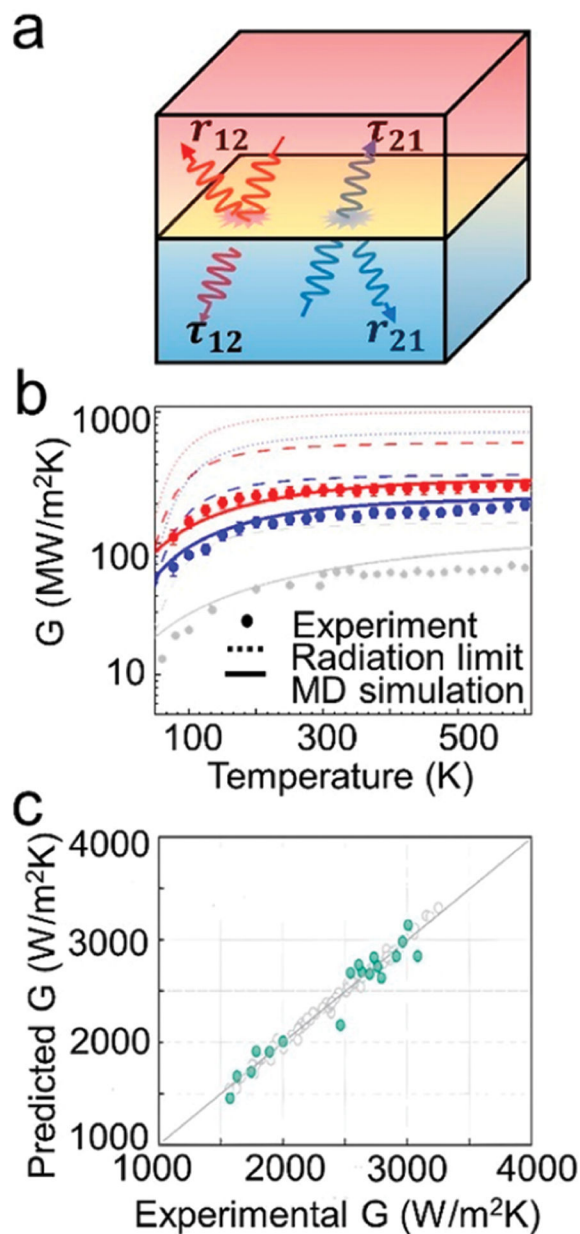 a
r₁₂
τ₂₁
τ₁₂
r₂₁
b
G (MW/m²K)
1000
100
10
Experiment
Radiation limit
MD simulation
100
300
500
Temperature (K)
c
Predicted G (W/m²K)
4000
3000
2000
1000
1000
2000
3000
4000
Experimental G (W/m²K)